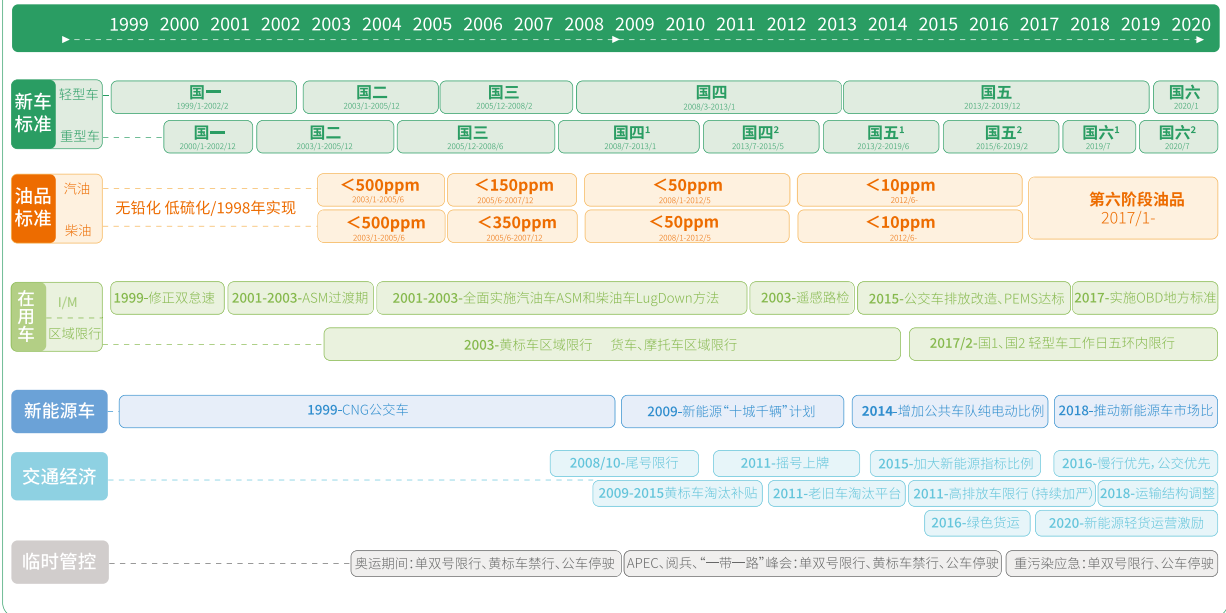 1999 2000 2001 2002 2003 2004 2005 2006 2007 2008 2009 2010 2011 2012 2013 2014 2015 2016 2017 2018 2019 2020
新车标准
轻型车
国一
1999/1-2002/2
国二
2003/1-2005/12
国三
2005/12-2008/2
国四
2008/3-2013/1
国五
2013/2-2019/12
国六
2020/1
重型车
国一
2000/1-2002/12
国二
2003/1-2005/12
国三
2005/12-2008/6
国四¹
2008/7-2013/1
国四²
2013/7-2015/5
国五¹
2013/2-2019/6
国五²
2015/6-2019/2
国六¹
2019/7
国六²
2020/7
油品标准
汽油
柴油
无铅化 低硫化/1998年实现
<500ppm
2003/1-2005/6
<150ppm
2005/6-2007/12
<50ppm
2008/1-2012/5
<10ppm
2012/6-
<500ppm
2003/1-2005/6
<350ppm
2005/6-2007/12
<50ppm
2008/1-2012/5
<10ppm
2012/6-
第六阶段油品
2017/1-
在用车
I/M
1999-修正双怠速
2001-2003-ASM过渡期
2001-2003-全面实施汽油车ASM和柴油车LugDown方法
2003-遥感路检
2015-公交车排放改造、PEMS达标
2017-实施OBD地方标准
区域限行
2003-黄标车区域限行 货车、摩托车区域限行
2017/2-国1、国2 轻型车工作日五环内限行
新能源车
1999-CNG公交车
2009-新能源“十城千辆”计划
2014-增加公共车队纯电动比例
2018-推动新能源车市场比
交通经济
2008/10-尾号限行
2011-摇号上牌
2015-加大新能源指标比例
2016-慢行优先，公交优先
2009-2015黄标车淘汰补贴
2011-老旧车淘汰平台
2011-高排放车限行（持续加严）
2018-运输结构调整
2016-绿色货运
2020-新能源轻货运营激励
临时管控
奥运期间：单双号限行、黄标车禁行、公车停驶
APEC、阅兵、“一带一路”峰会：单双号限行、黄标车禁行、公车停驶
重污染应急：单双号限行、公车停驶